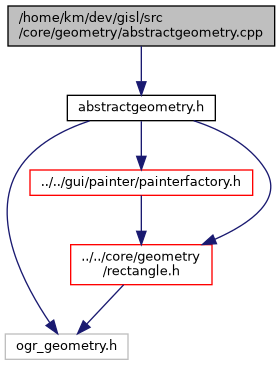 /home/km/dev/gisl/src
/core/geometry/abstractgeometry.cpp
abstractgeometry.h
../../gui/painter/painterfactory.h
../../core/geometry
/rectangle.h
ogr_geometry.h